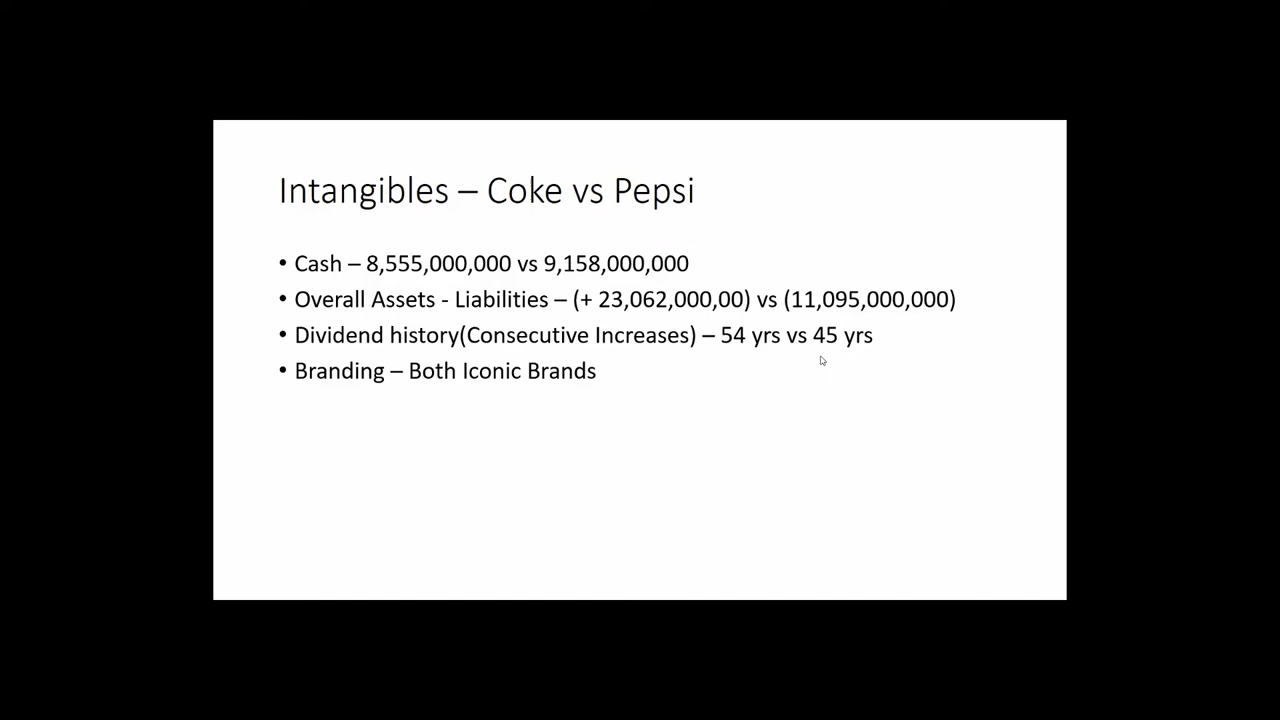 Intangibles – Coke vs Pepsi
• Cash – 8,555,000,000 vs 9,158,000,000
• Overall Assets - Liabilities – (+ 23,062,000,00) vs (11,095,000,000)
• Dividend history(Consecutive Increases) – 54 yrs vs 45 yrs
• Branding – Both Iconic Brands